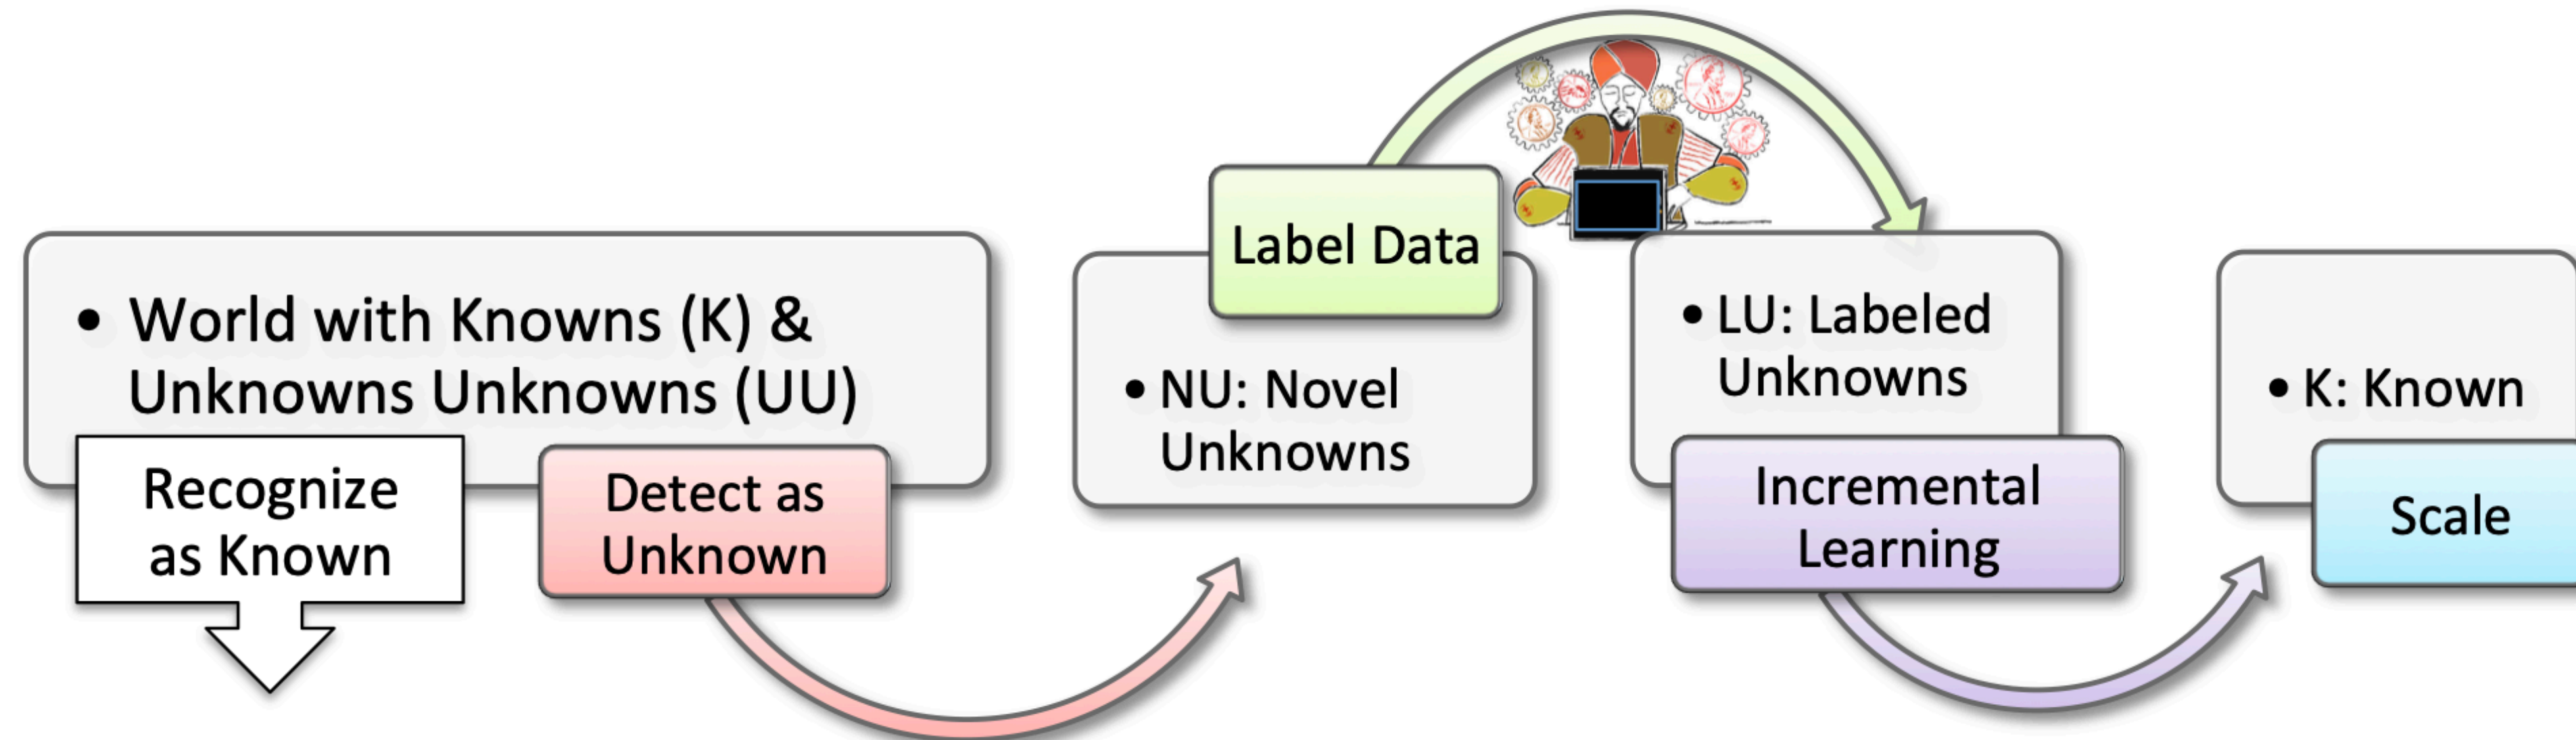 • World with Knowns (K) &
Unknowns Unknowns (UU)
Recognize
as Known
Detect as
Unknown
Label Data
• NU: Novel
Unknowns
• LU: Labeled
Unknowns
Incremental
Learning
• K: Known
Scale